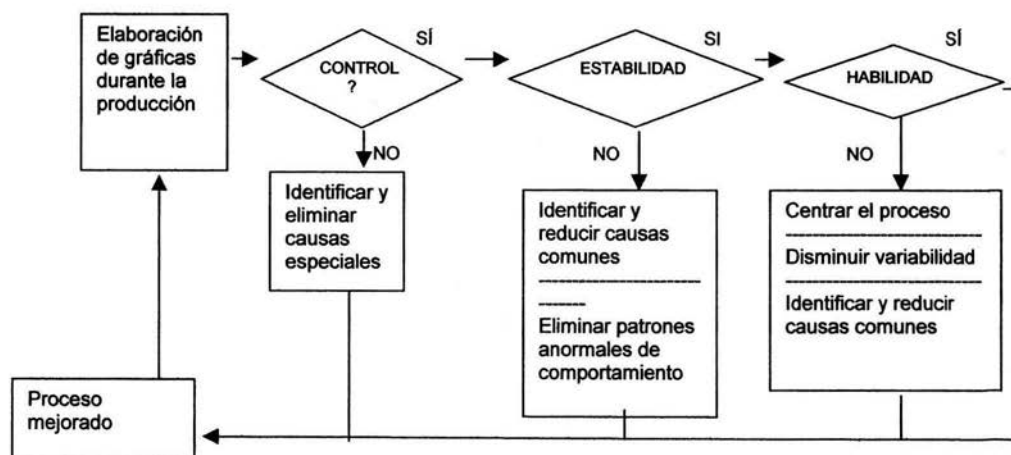 Elaboración
de gráficas
durante la
producción
CONTROL
?
SÍ
NO
Identificar y
eliminar
causas
especiales
ESTABILIDAD
SI
NO
Identificar y
reducir causas
comunes
Eliminar patrones
anormales de
comportamiento
HABILIDAD
SÍ
NO
Centrar el proceso
Disminuir variabilidad
Identificar y reducir
causas comunes
Proceso
mejorado